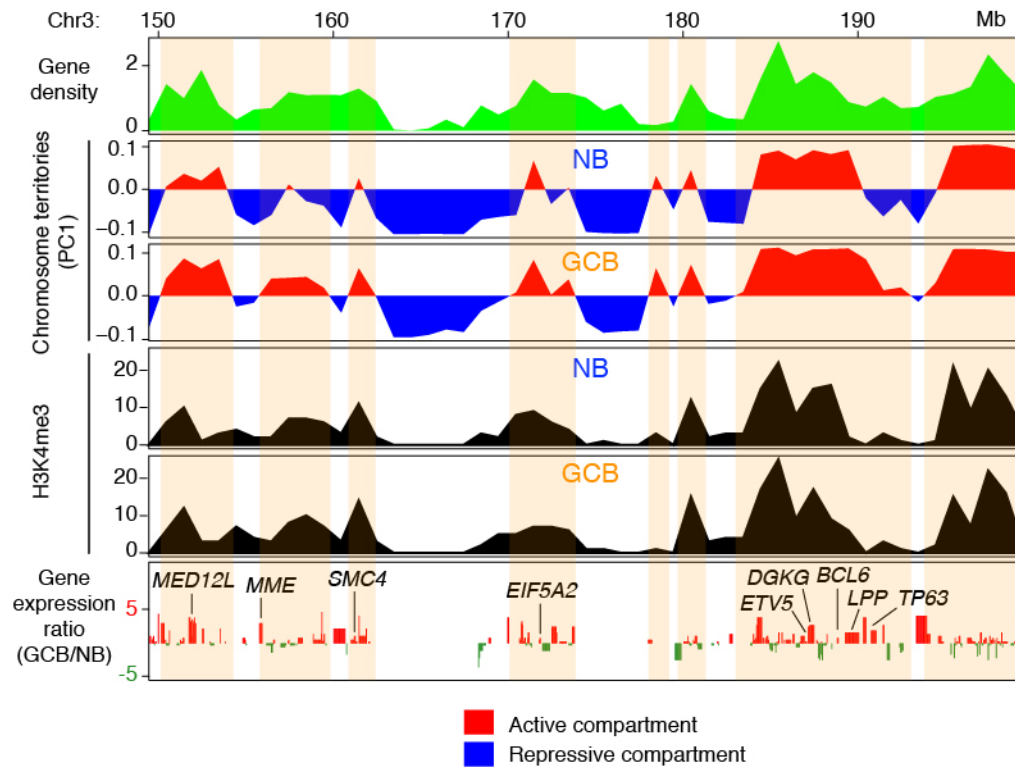 Chr3: 150 160 170 180 190 Mb
Gene density
2
0
Chromosome territories (PC1)
NB
0.1
0.0
−0.1
GCB
0.1
0.0
−0.1
H3K4me3
NB
20
10
0
GCB
20
10
0
Gene expression ratio (GCB/NB)
5
-5
MED12L MME SMC4 EIF5A2 DGKG BCL6
ETV5 LPP TP63
Active compartment
Repressive compartment